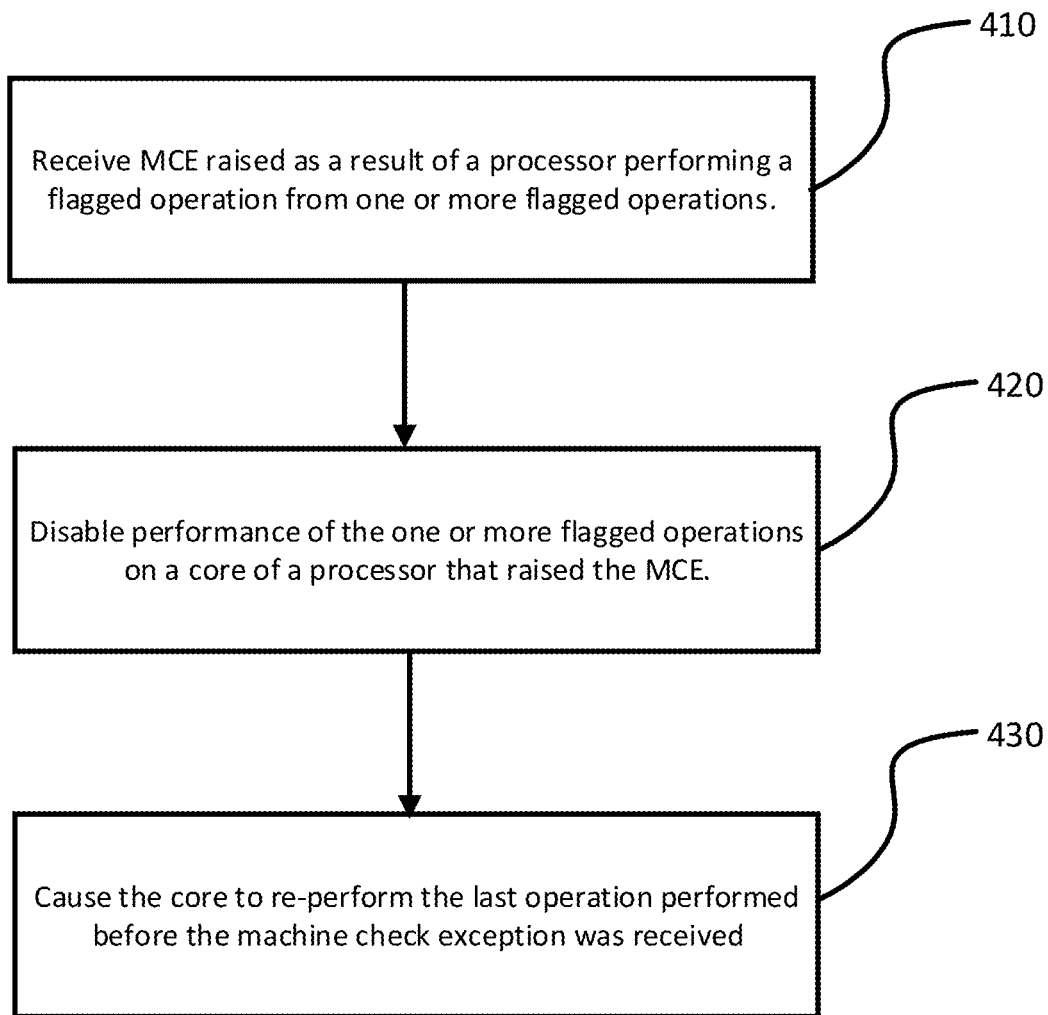 410
Receive MCE raised as a result of a processor performing a
flagged operation from one or more flagged operations.
420
Disable performance of the one or more flagged operations
on a core of a processor that raised the MCE.
430
Cause the core to re-perform the last operation performed
before the machine check exception was received